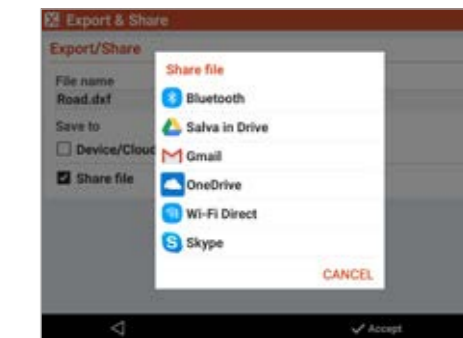 Export & Share
Export/Share
File name
Road.dxf
Save to
Device/Cloud
Share file
Share file
Bluetooth
Salva in Drive
Gmail
OneDrive
Wi-Fi Direct
Skype
CANCEL
Accept